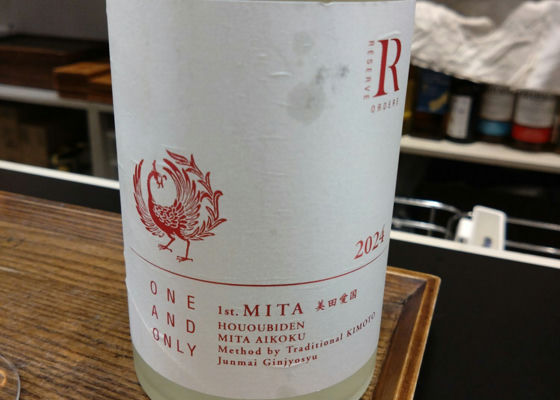 R
RESERVE
ORDERE
2024
ONE
AND
ONLY
1st. MITA 美田愛国
HOUOUBIDEN
MITA AIKOKU
Method by Traditional KIMOTO
Junmai Ginjyosyu